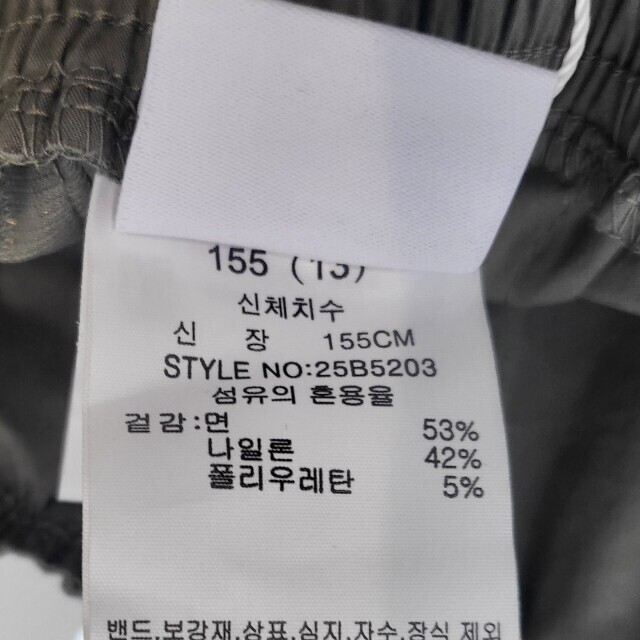 155 (13)
신체치수
신 장 155CM
STYLE NO:25B5203
섬유의 혼용율
겉감:면 53%
나일론 42%
폴리우레탄 5%
밴드,보강재,상표,심지,자수,장식 제외